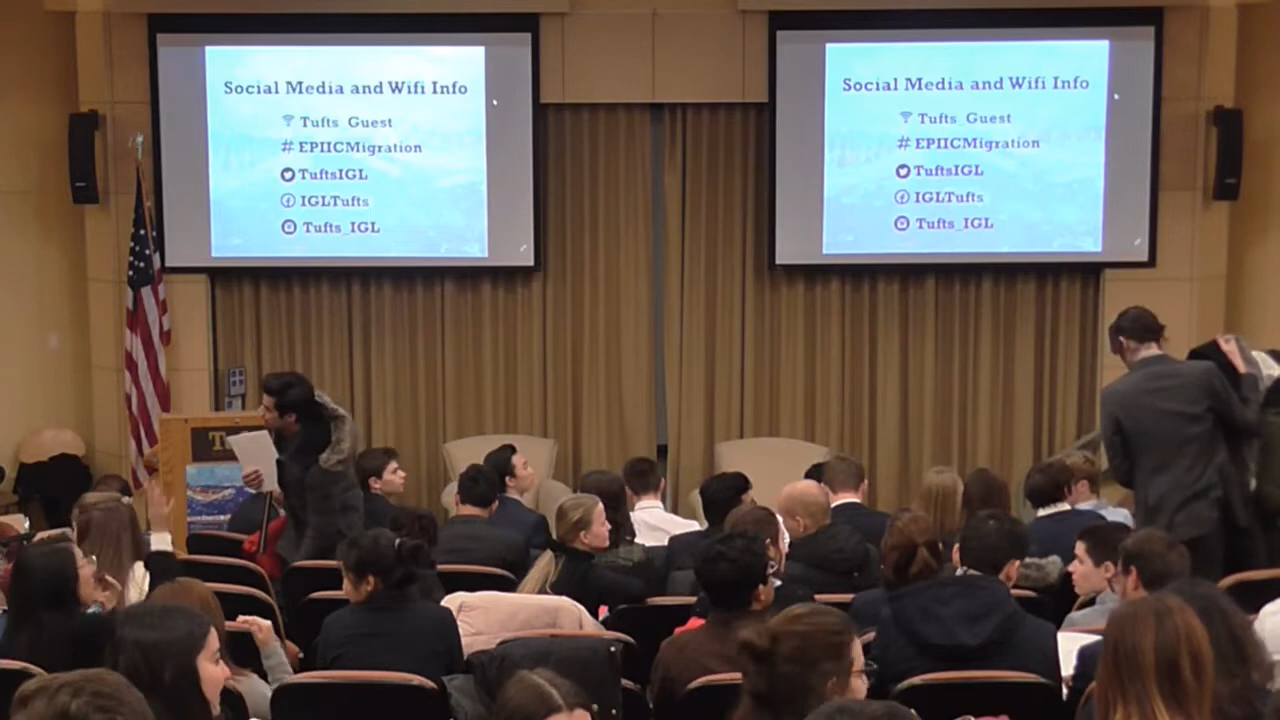 Social Media and Wifi Info
Tufts_Guest
#EPIICMigration
TuftsIGL
IGLTufts
Tufts_IGL
Social Media and Wifi Info
Tufts_Guest
#EPIICMigration
TuftsIGL
IGLTufts
Tufts_IGL